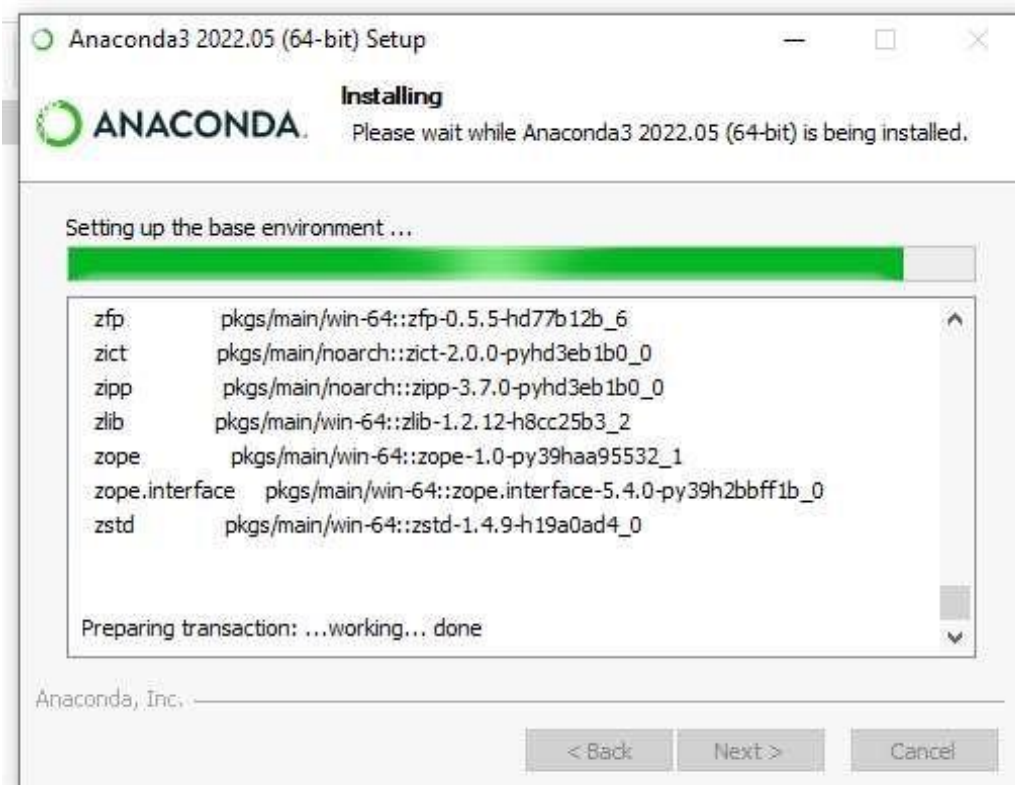 Anaconda3 2022.05 (64-bit) Setup
ANACONDA.
Installing
Please wait while Anaconda3 2022.05 (64-bit) is being installed.
Setting up the base environment ...
zfp pkgs/main/win-64::zfp-0.5.5-hd77b12b_6
zict pkgs/main/noarch::zict-2.0.0-pyhd3eb1b0_0
zipp pkgs/main/noarch::zipp-3.7.0-pyhd3eb1b0_0
zlib pkgs/main/win-64::zlib-1.2.12-h8cc25b3_2
zope pkgs/main/win-64::zope-1.0-py39haa95532_1
zope.interface pkgs/main/win-64::zope.interface-5.4.0-py39h2bbff1b_0
zstd pkgs/main/win-64::zstd-1.4.9-h19a0ad4_0
Preparing transaction: ...working... done
Anaconda, Inc.
< Back Next > Cancel